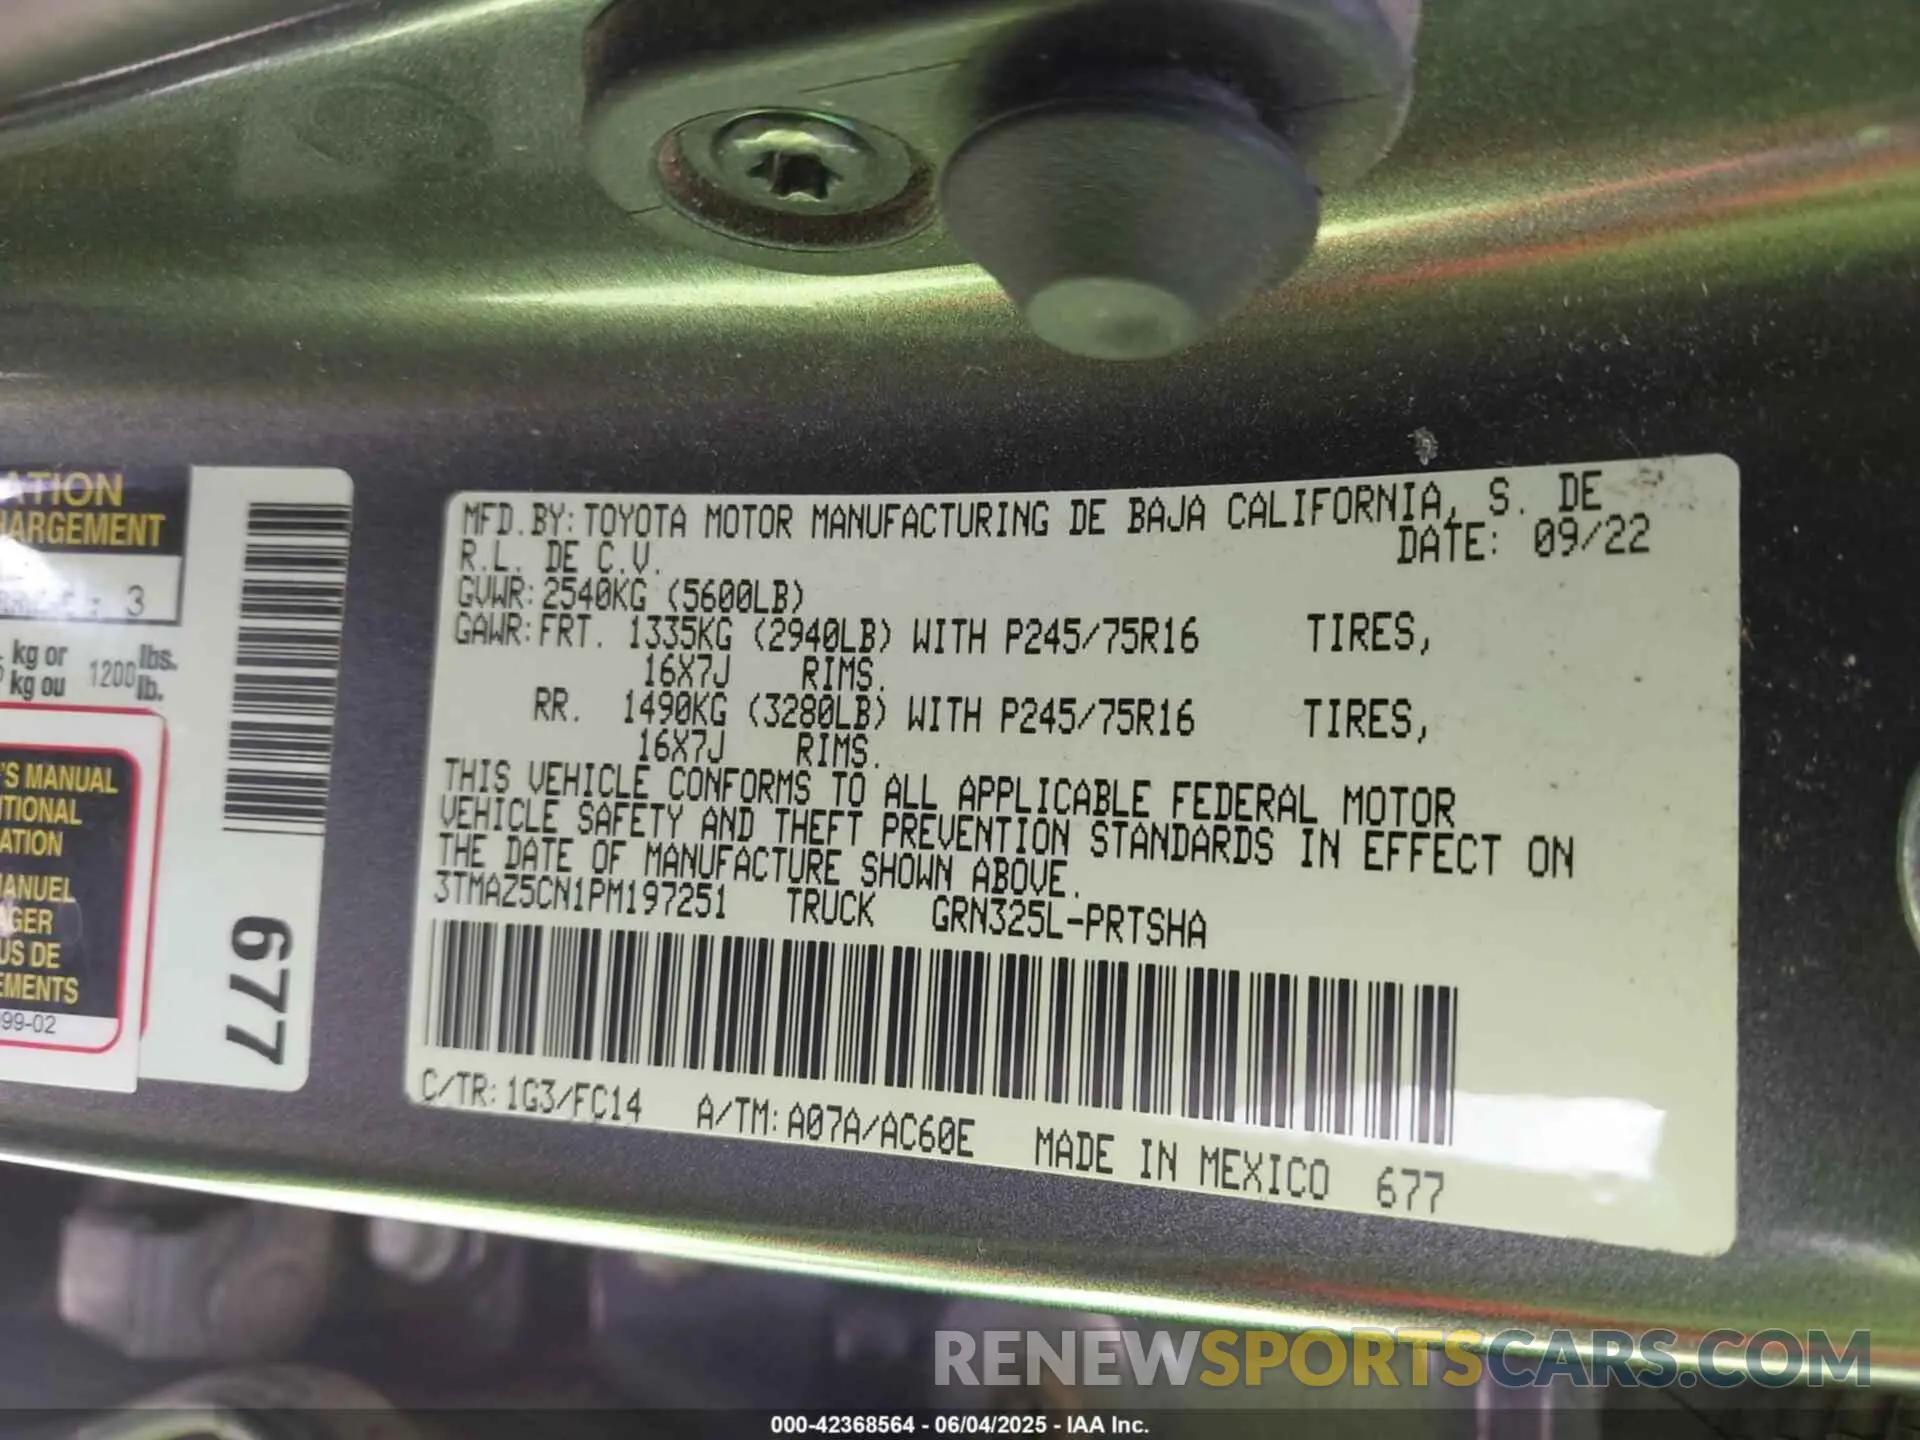 ATION
HARGEMENT
3
kg or 1200 lbs.
kg ou lb.
'S MANUAL
ATION
MANUEL
AGER
US DE
EMENTS
99-02
677
MFD.BY:TOYOTA MOTOR MANUFACTURING DE BAJA CALIFORNIA, S. DE
R.L. DE C.V. DATE: 09/22
GVWR:2540KG (5600LB)
GAWR:FRT. 1335KG (2940LB) WITH P245/75R16 TIRES,
16X7J RIMS.
RR. 1490KG (3280LB) WITH P245/75R16 TIRES,
16X7J RIMS.
THIS VEHICLE CONFORMS TO ALL APPLICABLE FEDERAL MOTOR
VEHICLE SAFETY AND THEFT PREVENTION STANDARDS IN EFFECT ON
THE DATE OF MANUFACTURE SHOWN ABOVE.
3TMAZ5CN1PM197251 TRUCK GRN325L-PRTSHA
C/TR:1G3/FC14 A/TM:A07A/AC60E MADE IN MEXICO 677
RENEWSPORTSCARS.COM
000-42368564 - 06/04/2025 - IAA Inc.